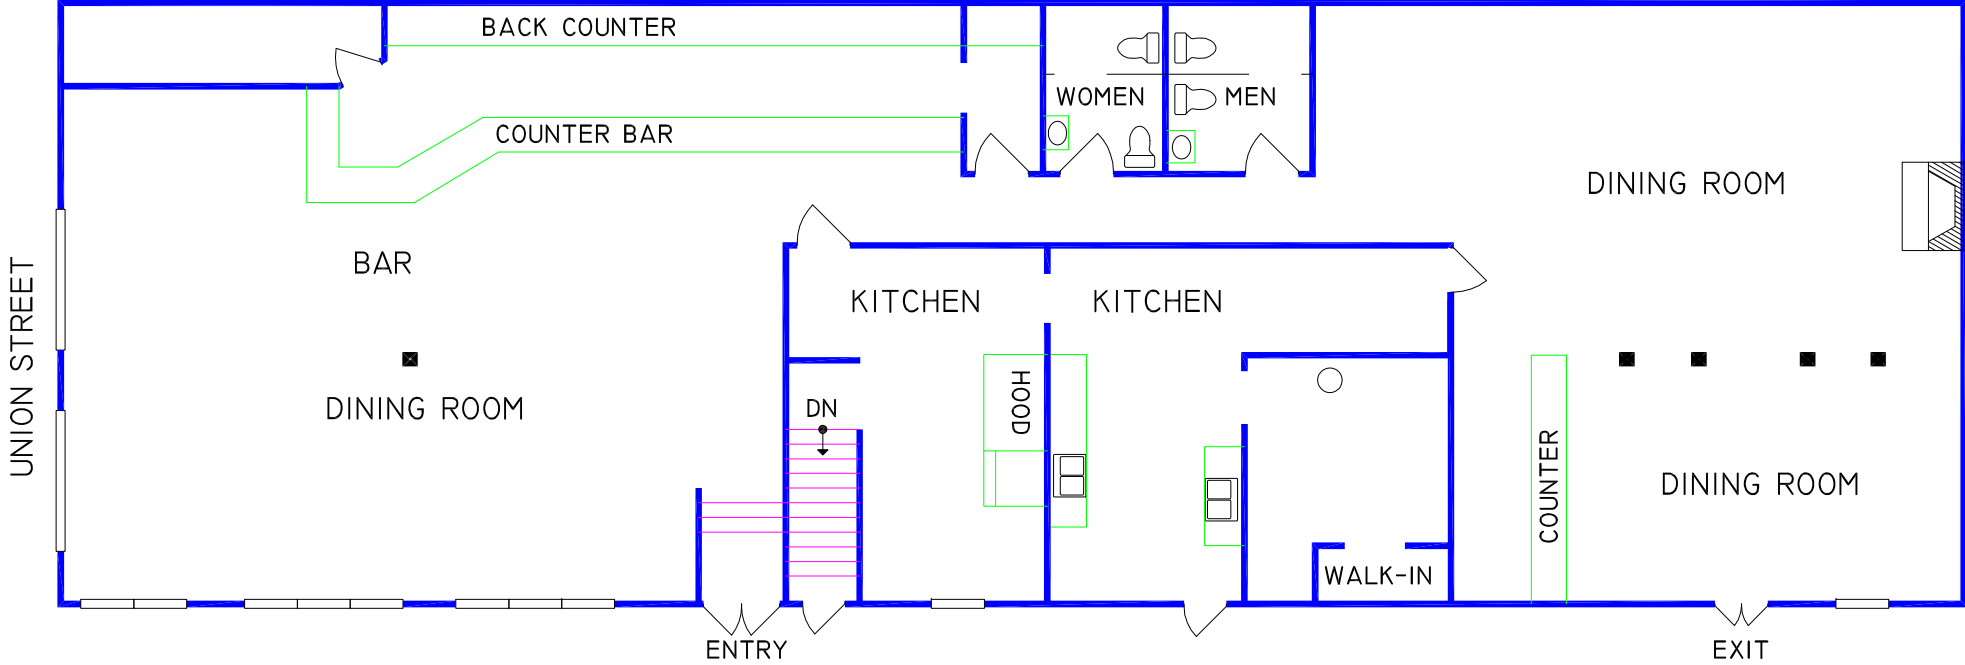 BACK COUNTER
WOMEN
MEN
COUNTER BAR
DINING ROOM
BAR
UNION STREET
KITCHEN
KITCHEN
HOOD
DINING ROOM
DN
COUNTER
DINING ROOM
WALK-IN
ENTRY
EXIT